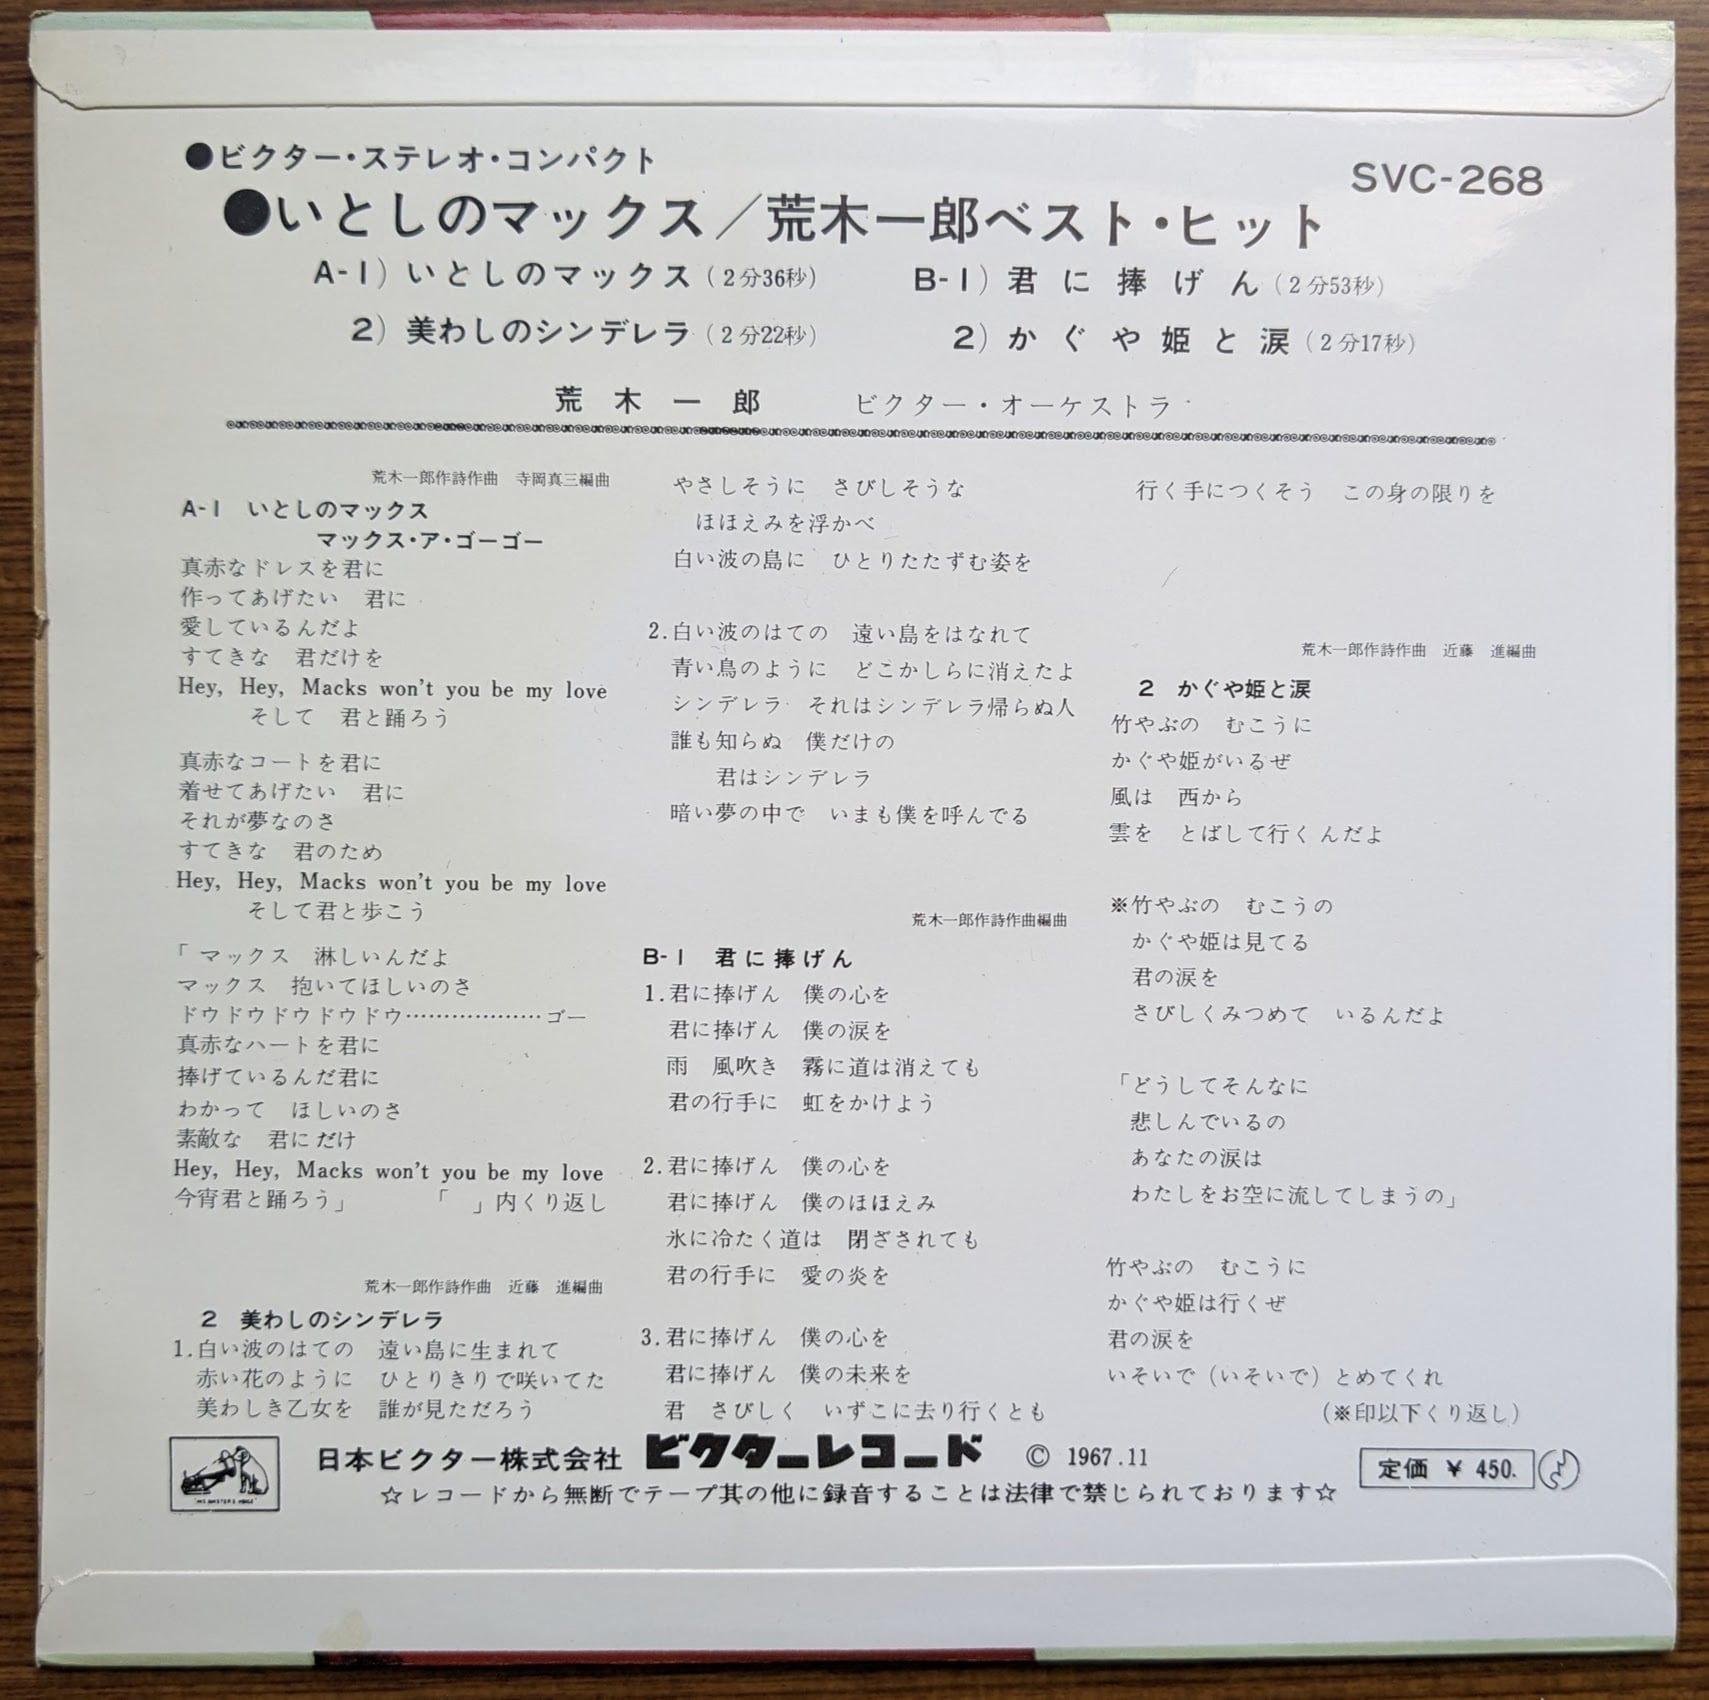 ●ビクター・ステレオ・コンパクト
SVC-268
●いとしのマックス／荒木一郎ベスト・ヒット
A-1）いとしのマックス（2分36秒）
2）美わしのシンデレラ（2分22秒）
B-1）君に捧げん（2分53秒）
2）かぐや姫と涙（2分17秒）
荒木一郎　ビクター・オーケストラ
荒木一郎作詩作曲　寺岡真三編曲
A-1　いとしのマックス
マックス・ア・ゴーゴー
真赤なドレスを君に
作ってあげたい　君に
愛しているんだよ
すてきな　君だけを
Hey, Hey, Macks won't you be my love
そして　君と踊ろう
真赤なコートを君に
着せてあげたい　君に
それが夢なのさ
すてきな　君のため
Hey, Hey, Macks won't you be my love
そして君と歩こう
「マックス　淋しいんだよ
マックス　抱いてほしいのさ
ドウドウドウドウドウ………………ゴー
真赤なハートを君に
捧げているんだ君に
わかって　ほしいのさ
素敵な　君にだけ
Hey, Hey, Macks won't you be my love
今宵君と踊ろう」　「　」内くり返し
荒木一郎作詩作曲　近藤　進編曲
2　美わしのシンデレラ
1.白い波のはての　遠い島に生まれて
赤い花のように　ひとりきりで咲いてた
美わしき乙女を　誰が見ただろう
やさしそうに　さびしそうな
ほほえみを浮かべ
白い波の島に　ひとりたたずむ姿を
2.白い波のはての　遠い島をはなれて
青い鳥のように　どこかしらに消えたよ
シンデレラ　それはシンデレラ帰らぬ人
誰も知らぬ　僕だけの
君はシンデレラ
暗い夢の中で　いまも僕を呼んでる
荒木一郎作詩作曲編曲
B-1　君に捧げん
1.君に捧げん　僕の心を
君に捧げん　僕の涙を
雨　風吹き　霧に道は消えても
君の行手に　虹をかけよう
2.君に捧げん　僕の心を
君に捧げん　僕のほほえみ
氷に冷たく道は　閉ざされても
君の行手に　愛の炎を
3.君に捧げん　僕の心を
君に捧げん　僕の未来を
君　さびしく　いずこに去り行くとも
行く手につくそう　この身の限りを
荒木一郎作詩作曲　近藤　進編曲
2　かぐや姫と涙
竹やぶの　むこうに
かぐや姫がいるぜ
風は　西から
雲を　とばして行くんだよ
※竹やぶの　むこうの
かぐや姫は見てる
君の涙を
さびしくみつめて　いるんだよ
「どうしてそんなに
悲しんでいるの
あなたの涙は
わたしをお空に流してしまうの」
竹やぶの　むこうに
かぐや姫は行くぜ
君の涙を
いそいで（いそいで）とめてくれ
（※印以下くり返し）
"HIS MASTER'S VOICE"
日本ビクター株式会社　ビクターレコード　© 1967.11
定価 ¥ 450.
☆レコードから無断でテープ其の他に録音することは法律で禁じられております☆